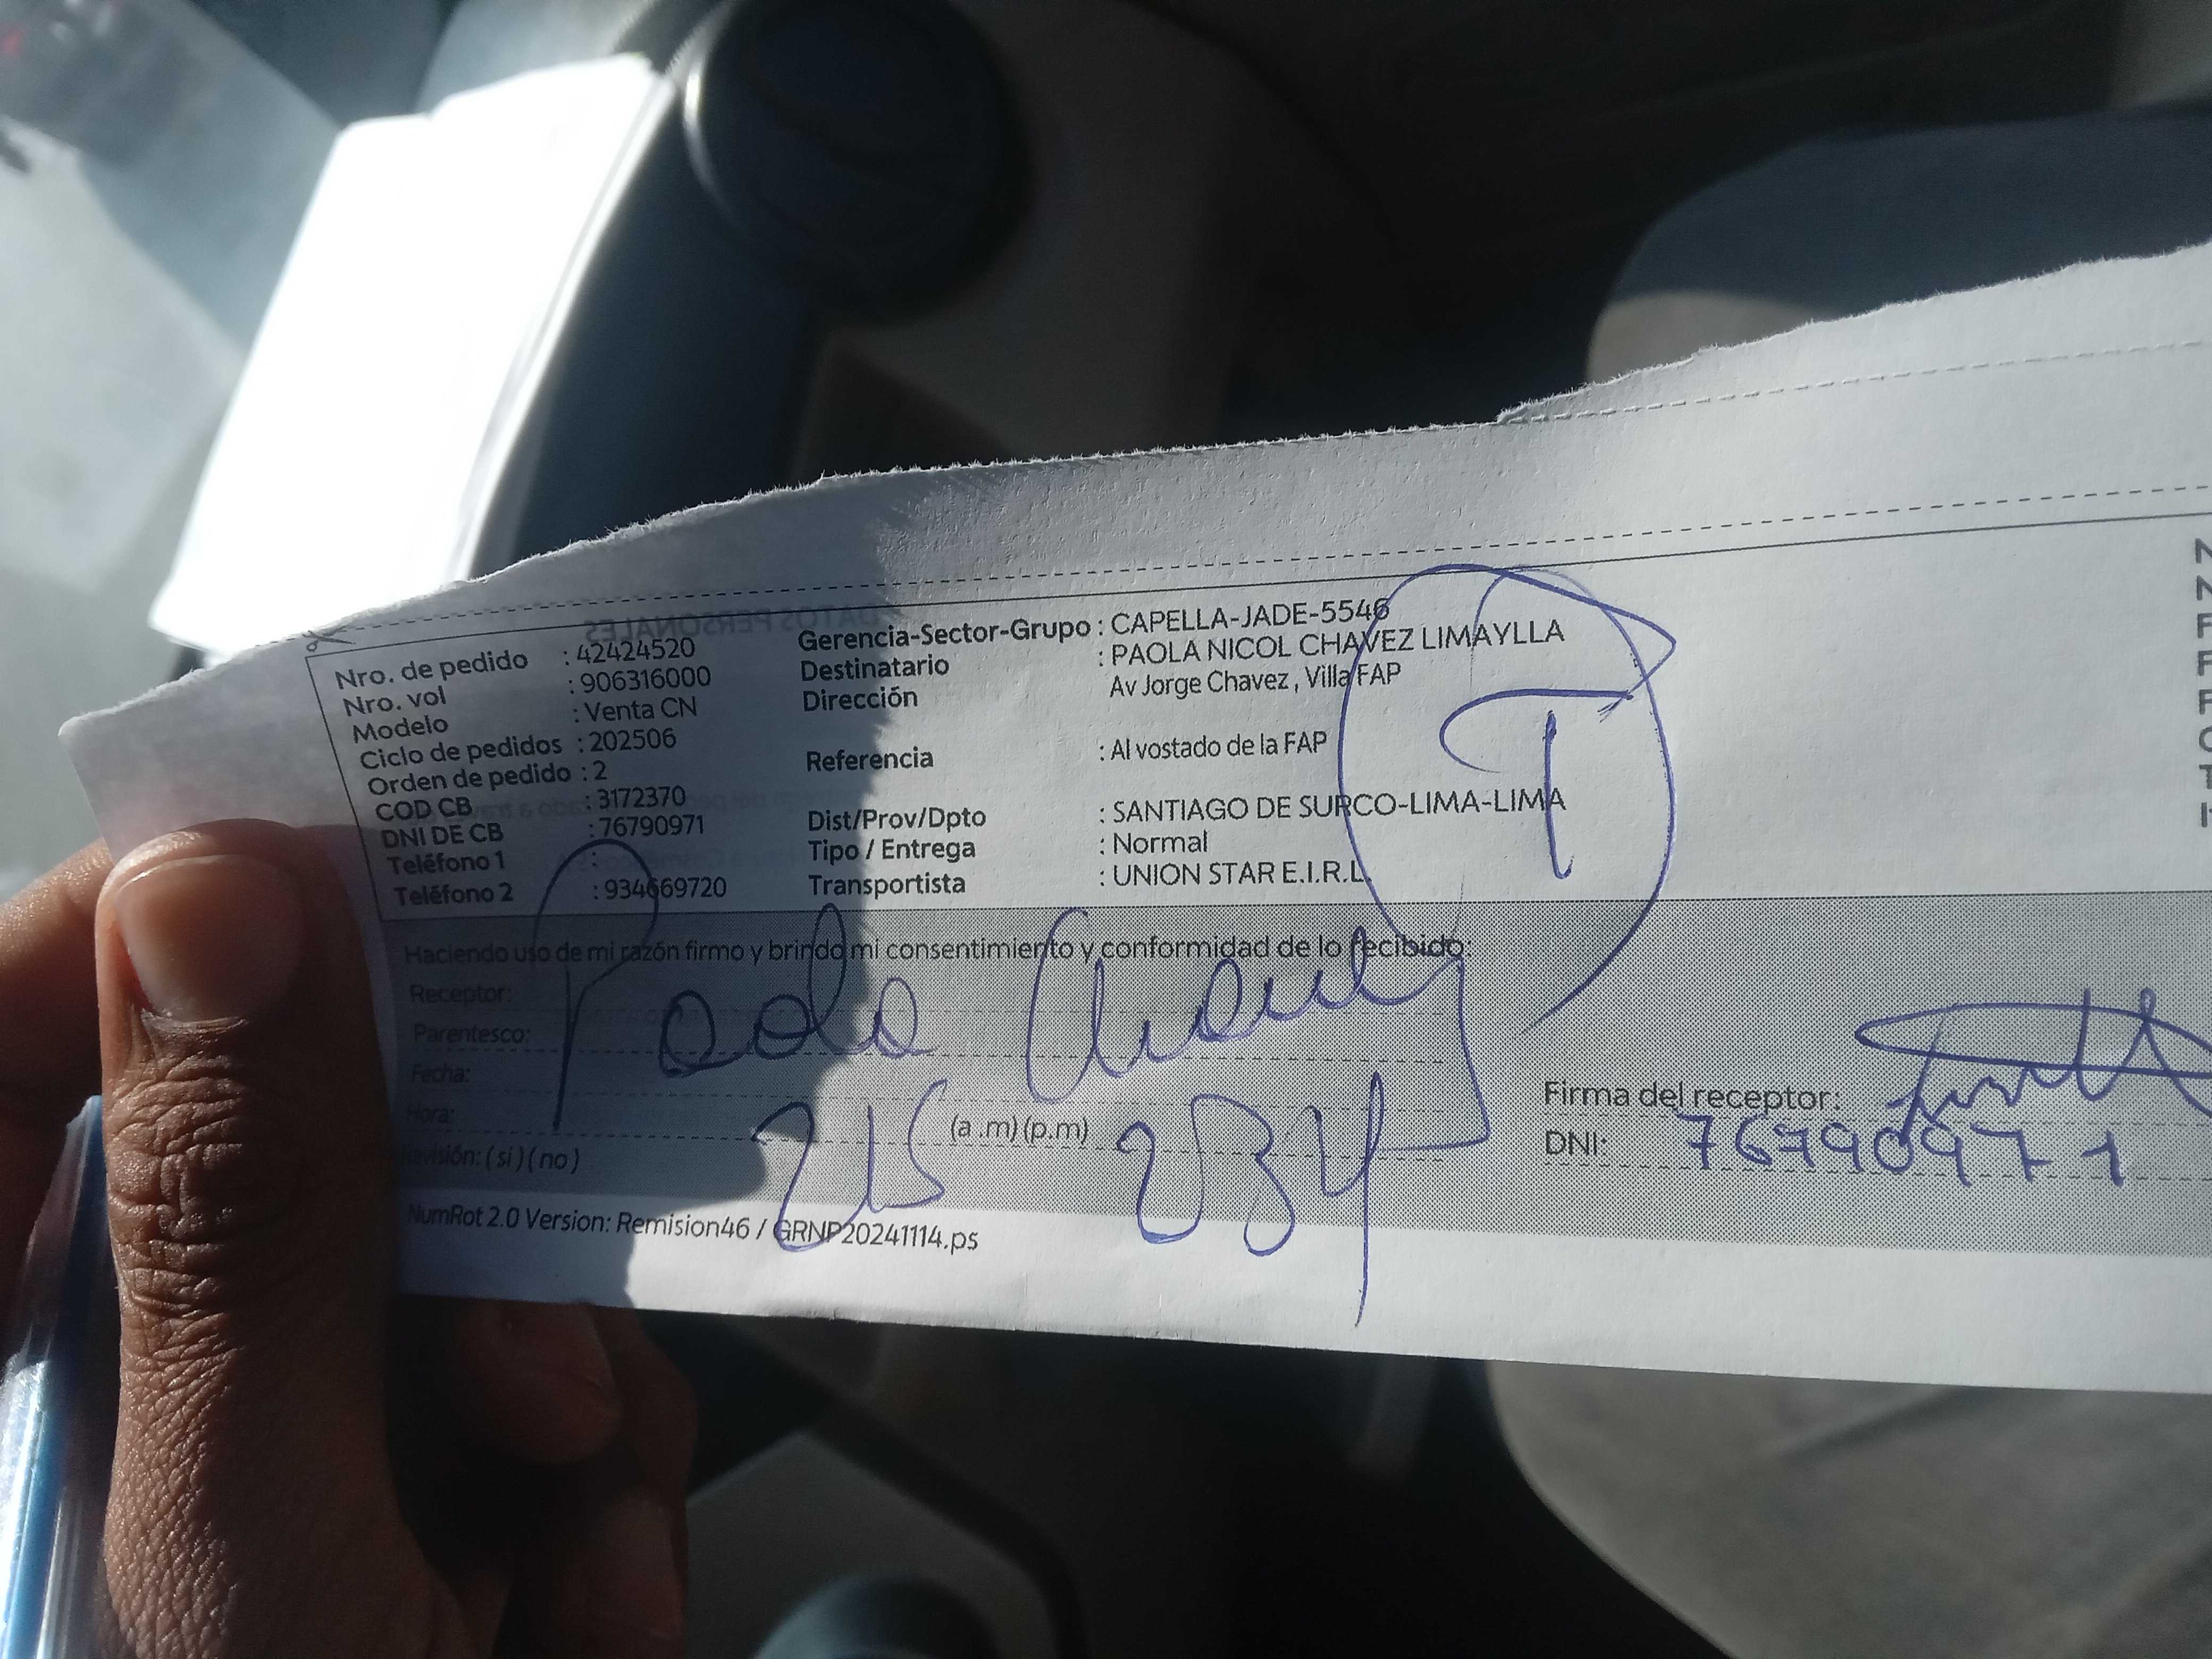 Nro. de pedido : 42424520
Nro. vol : 906316000
Modelo : Venta CN
Ciclo de pedidos : 202506
Orden de pedido : 2
COD CB : 3172370
DNI DE CB : 76790971
Teléfono 1 :
Teléfono 2 : 934669720
Gerencia-Sector-Grupo : CAPELLA-JADE-5546
Destinatario : PAOLA NICOL CHAVEZ LIMAYLLA
Dirección Av Jorge Chavez , Villa FAP
Referencia : Al vostado de la FAP
Dist/Prov/Dpto : SANTIAGO DE SURCO-LIMA-LIMA
Tipo / Entrega : Normal
Transportista : UNION STAR E.I.R.L.
T
Haciendo uso de mi razón firmo y brindo mi consentimiento y conformidad de lo recibido:
Receptor:
Parentesco: Paola
Fecha:
Hora: (a .m) (p.m)
215 234
Revisión: ( si ) ( no )
Firma del receptor:
DNI: 76790971
NumRot 2.0 Version: Remision46 / GRNP20241114.ps